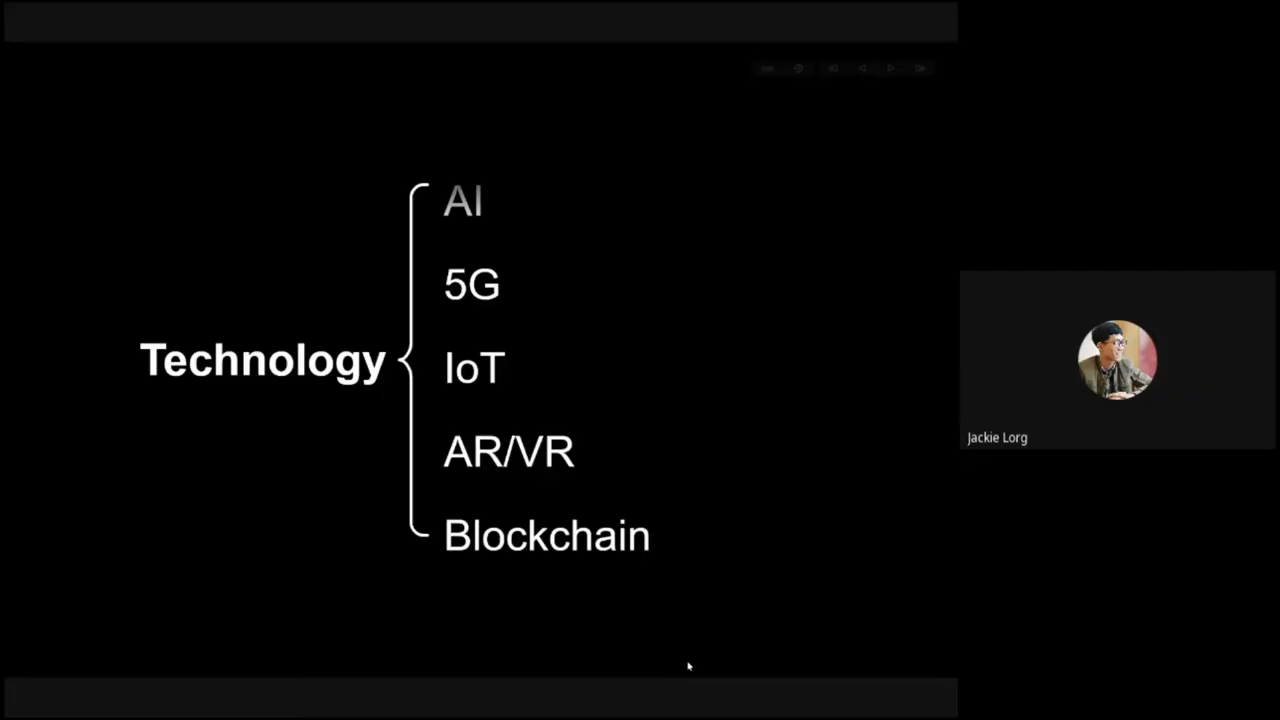 AI
5G
IoT
Technology
AR/VR
Blockchain
Jackie Lorg